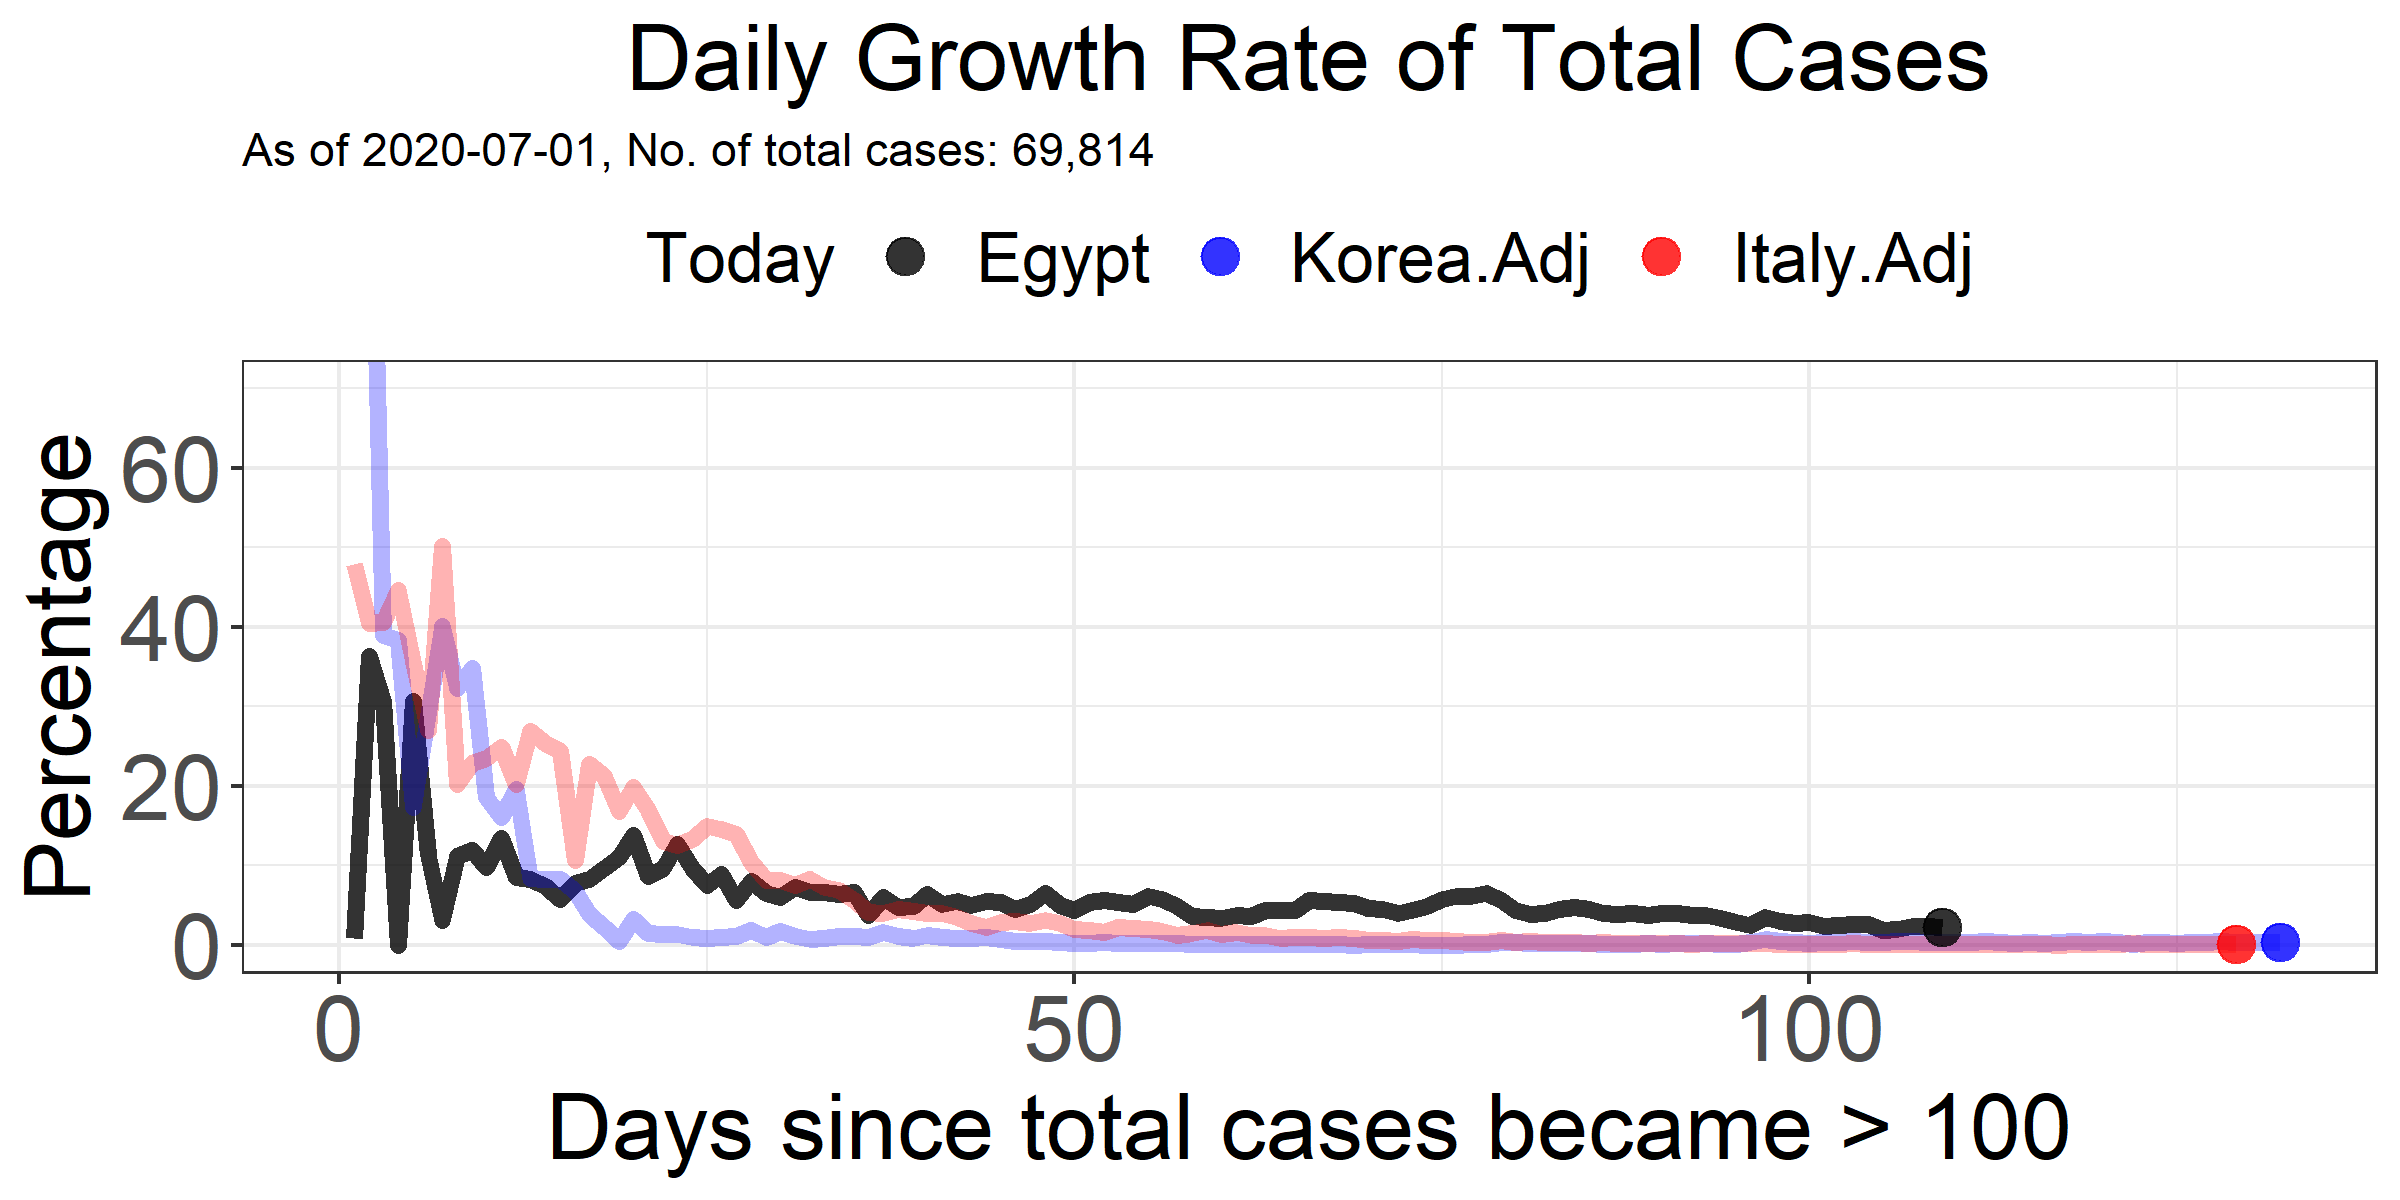 Daily Growth Rate of Total Cases
As of 2020-07-01, No. of total cases: 69,814
Today Egypt Korea.Adj Italy.Adj
Percentage
60
40
20
0
0 50 100
Days since total cases became > 100